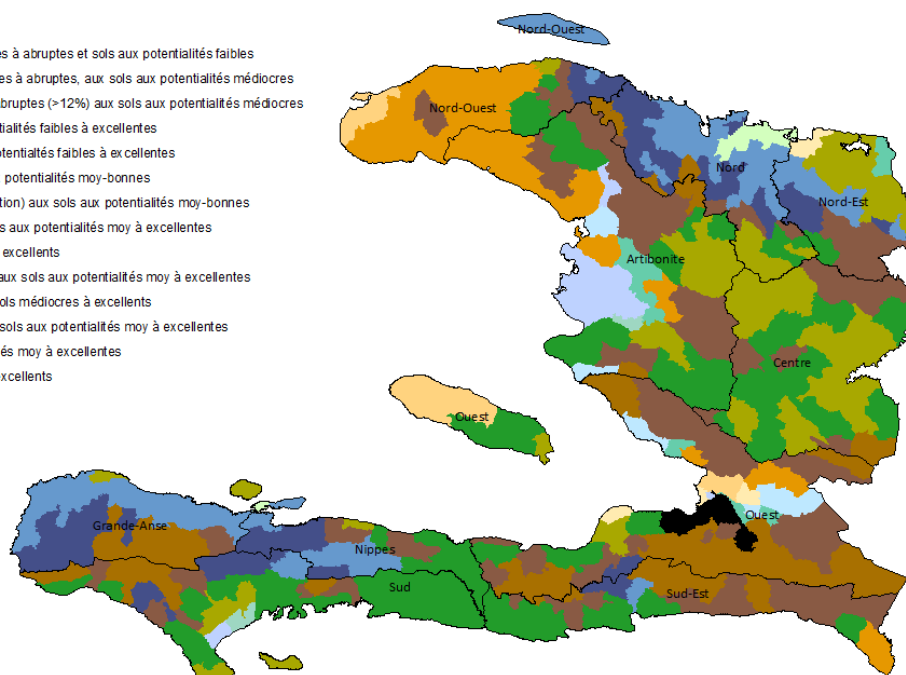 es à abruptes et sols aux potentialités faibles
es à abruptes, aux sols aux potentialités médiocres
abruptes (>12%) aux sols aux potentialités médiocres
tialités faibles à excellentes
potentialtés faibles à excellentes
potentialités moy-bonnes
tion) aux sols aux potentialités moy-bonnes
s aux potentialités moy à excellentes
excellents
aux sols aux potentialités moy à excellentes
ols médiocres à excellents
sols aux potentialités moy à excellentes
és moy à excellentes
excellents
Nord-Ouest
Nord-Ouest
Nord
Nord-Est
Artibonite
Centre
Ouest
Ouest
Grande-Anse
Nippes
Sud
Sud-Est